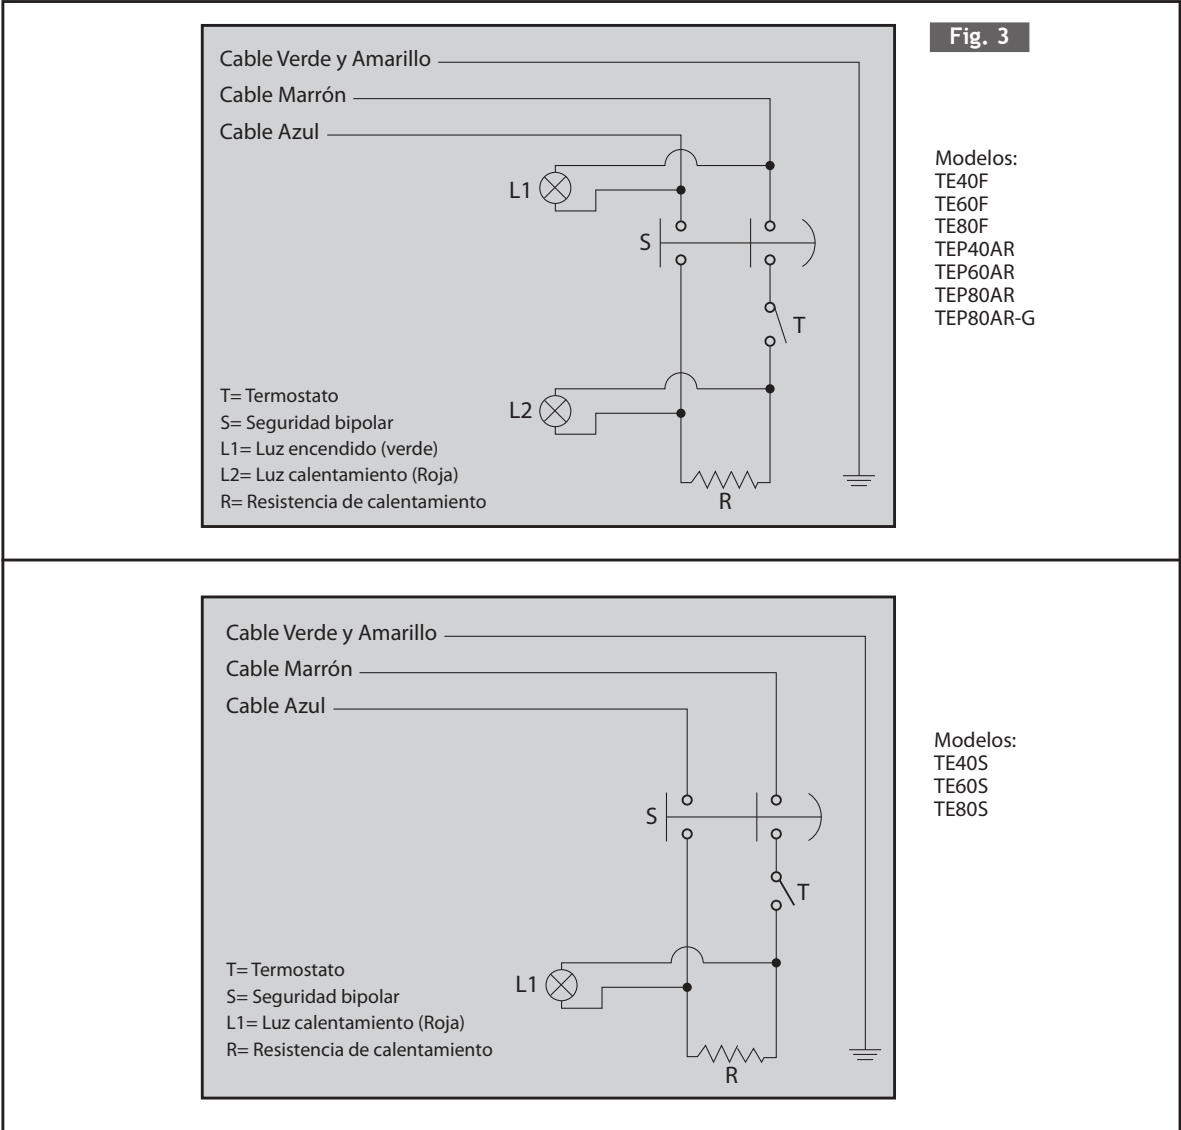 Fig. 3
Cable Verde y Amarillo
Cable Marrón
Cable Azul
L1
S
T
L2
R
T= Termostato
S= Seguridad bipolar
L1= Luz encendido (verde)
L2= Luz calentamiento (Roja)
R= Resistencia de calentamiento
Modelos:
TE40F
TE60F
TE80F
TEP40AR
TEP60AR
TEP80AR
TEP80AR-G
Cable Verde y Amarillo
Cable Marrón
Cable Azul
S
T
L1
R
T= Termostato
S= Seguridad bipolar
L1= Luz calentamiento (Roja)
R= Resistencia de calentamiento
Modelos:
TE40S
TE60S
TE80S